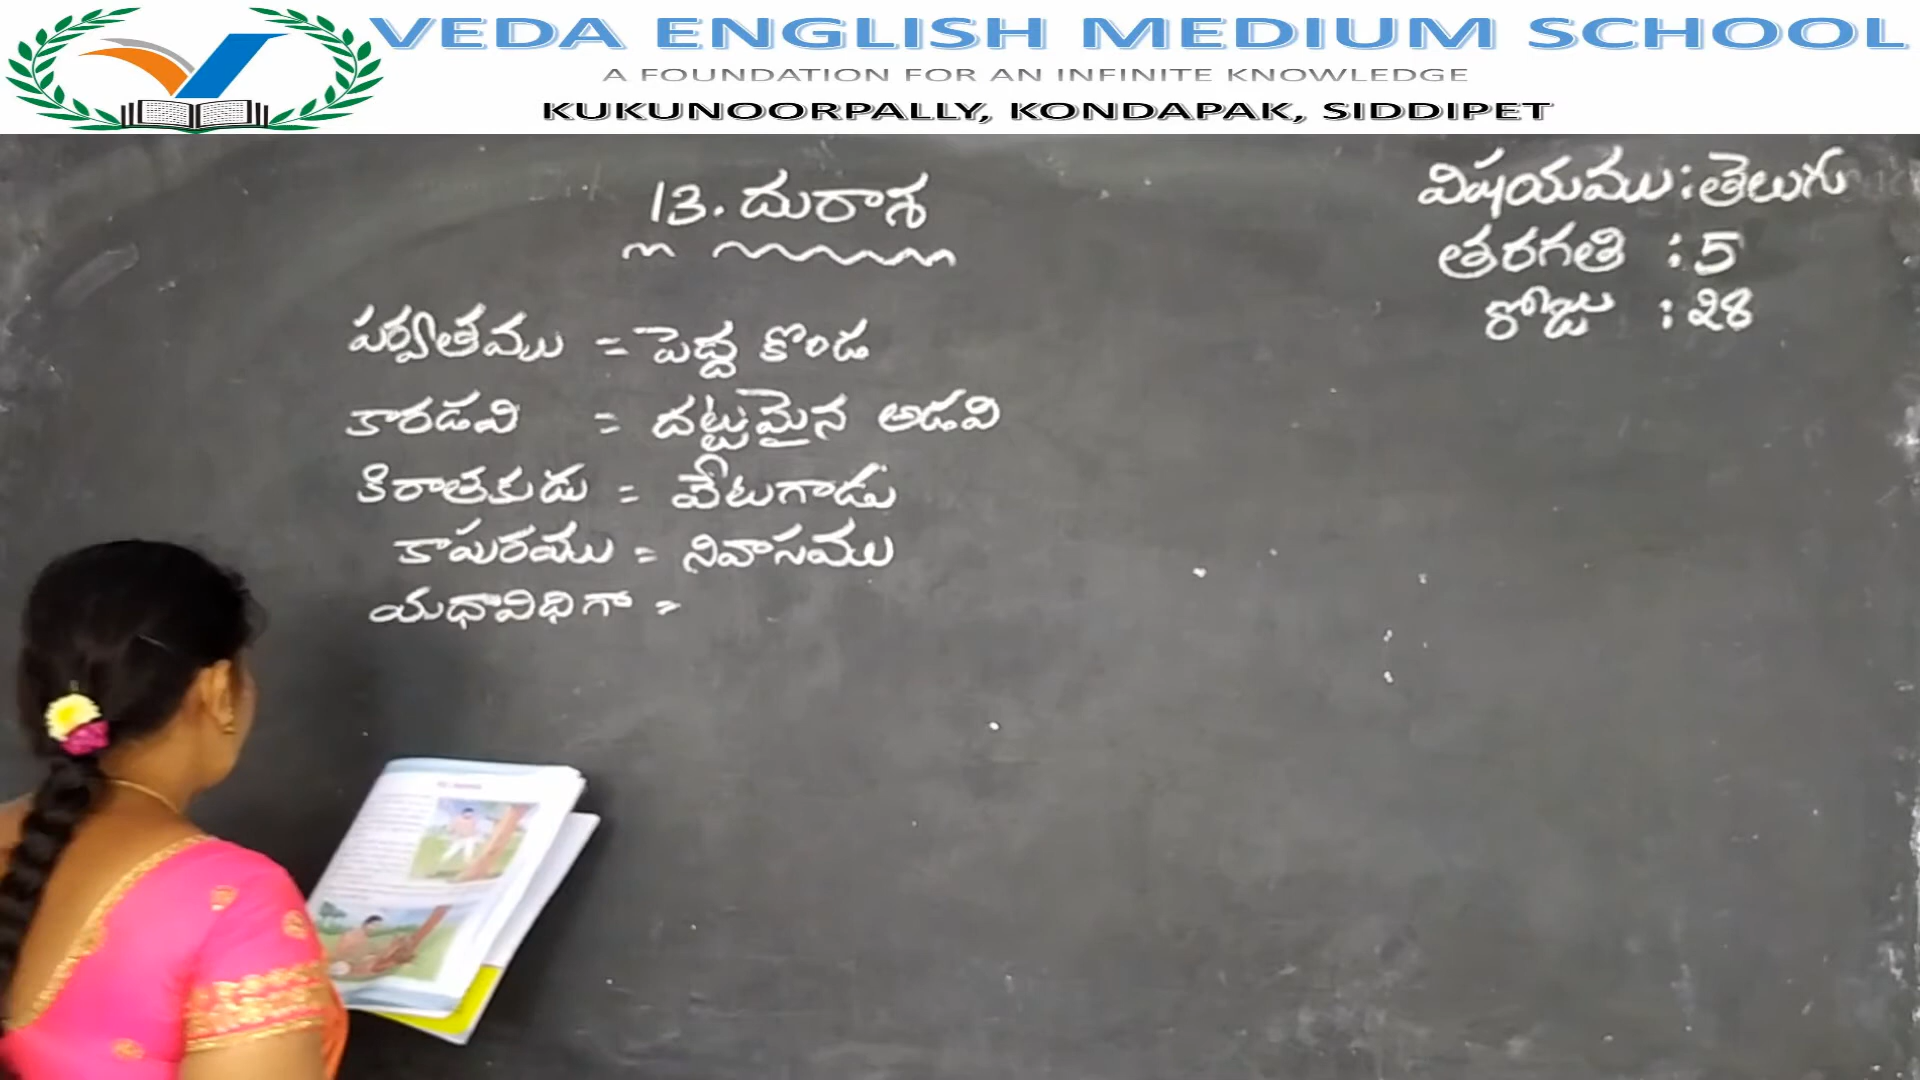 VEDA ENGLISH MEDIUM SCHOOL
A FOUNDATION FOR AN INFINITE KNOWLEDGE
KUKUNOORPALLY, KONDAPAK, SIDDIPET
13. దురాశ
విషయము : తెలుగు
తరగతి : 5
రోజు : 28
పర్వతము = పెద్ద కొండ
కారడవి = దట్టమైన అడవి
కిరాతకుడు = వేటగాడు
కాపురము = నివాసము
యధావిధిగా =